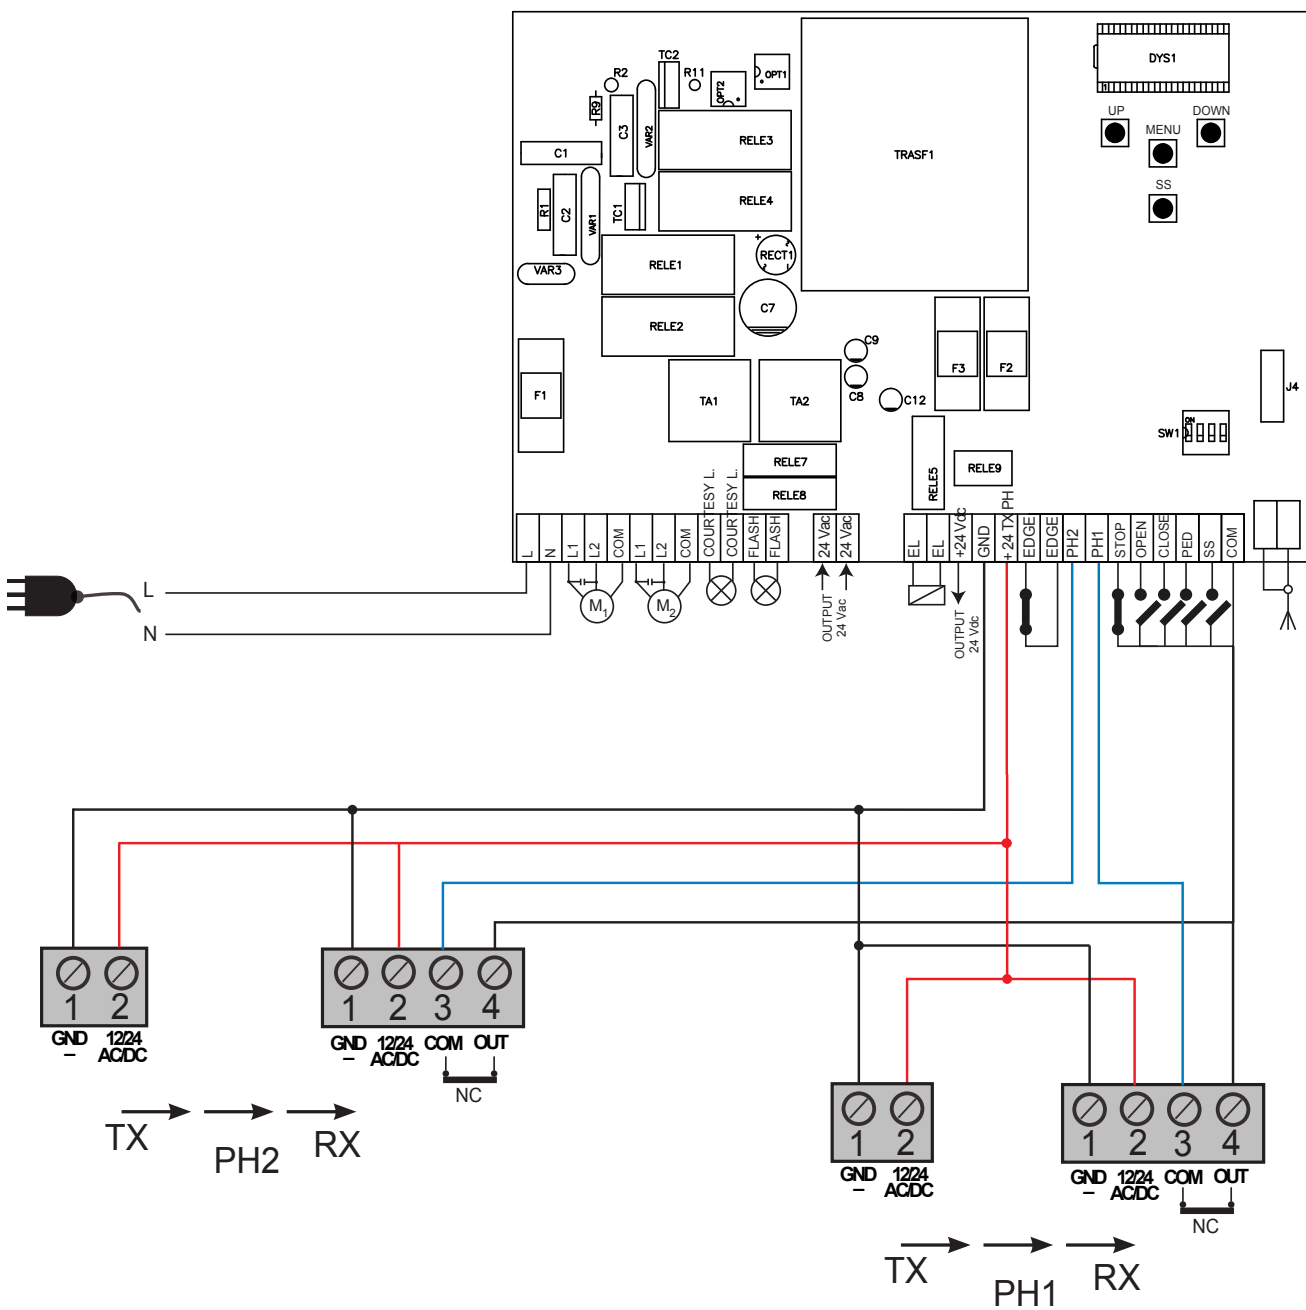 TC2
R2
R11
OPT1
OPT2
DYS1
1
R9
C3
VAR2
RELE3
UP
DOWN
MENU
C1
TRASF1
SS
R1
C2
VAR1
TC1
RELE4
+
RECT1
VAR3
RELE1
C7
RELE2
C9
C8
F3
F2
F1
TA1
TA2
C12
J4
ON
SW1
RELE7
RELE8
RELE5
RELE9
L
N
L1
L2
COM
L1
L2
COM
COURTESY L.
COURTESY L.
FLASH
FLASH
24 Vac
24 Vac
EL
EL
+24 Vdc
GND
+ 24 TX PH
EDGE
EDGE
PH2
PH1
STOP
OPEN
CLOSE
PED
SS
COM
L
N
M1
M2
OUTPUT
24 Vac
OUTPUT
24 Vdc
1 2
GND 12/24
– AC/DC
1 2 3 4
GND 12/24 COM OUT
– AC/DC
NC
TX PH2 RX
1 2
GND 12/24
– AC/DC
1 2 3 4
GND 12/24 COM OUT
– AC/DC
NC
TX PH1 RX